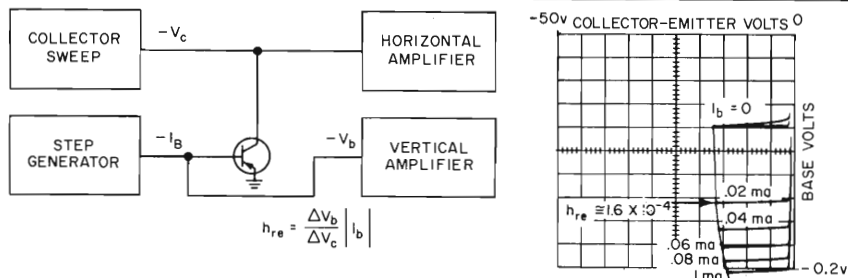 COLLECTOR
SWEEP
-Vc
HORIZONTAL
AMPLIFIER
STEP
GENERATOR
-IB
-Vb
VERTICAL
AMPLIFIER
hre = ΔVb/ΔVc |Ib|
-50v COLLECTOR-EMITTER VOLTS 0
Ib = 0
BASE VOLTS
.02 ma
hre ≅ 1.6 X 10⁻⁴
.04 ma
.06 ma
.08 ma
.1 ma
-0.2v